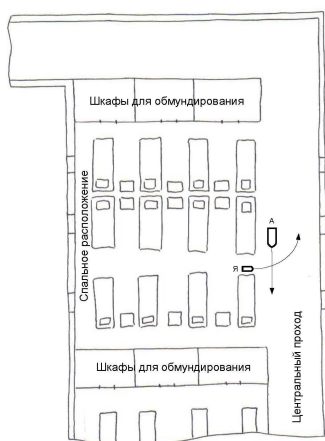 Шкафы для обмундирования
Спальное расположение
А
Я
Шкафы для обмундирования
Центральный проход